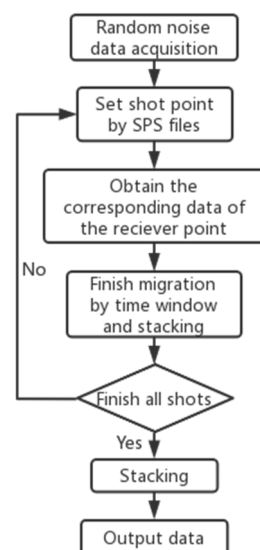 Random noise
data acquisition
Set shot point
by SPS files
Obtain the
corresponding data of
the reciever point
No
Finish migration
by time window
and stacking
Finish all shots
Yes
Stacking
Output data